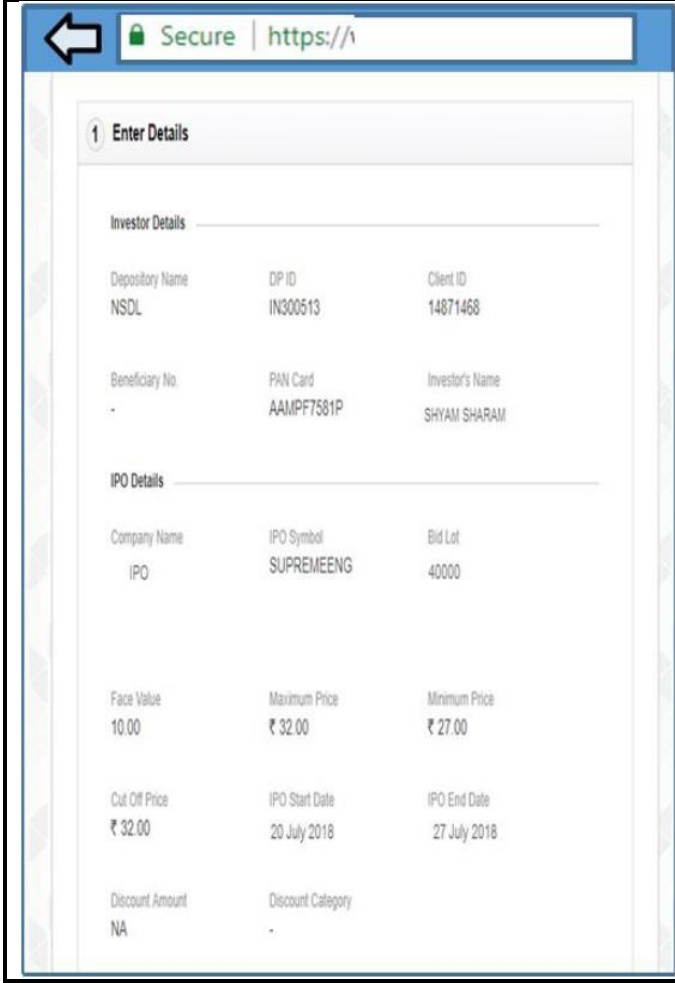 Secure | https://
1 Enter Details
Investor Details
Depository Name DP ID Client ID
NSDL IN300513 14871468
Beneficiary No. PAN Card Investor's Name
- AAMPF7581P SHYAM SHARAM
IPO Details
Company Name IPO Symbol Bid Lot
IPO SUPREMEENG 40000
Face Value Maximum Price Minimum Price
10.00 ₹ 32.00 ₹ 27.00
Cut Off Price IPO Start Date IPO End Date
₹ 32.00 20 July 2018 27 July 2018
Discount Amount Discount Category
NA -